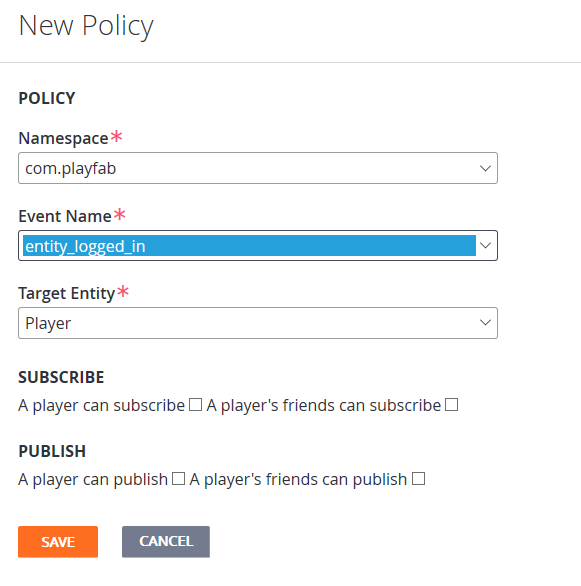 New Policy
POLICY
Namespace*
com.playfab
Event Name*
entity_logged_in
Target Entity*
Player
SUBSCRIBE
A player can subscribe A player's friends can subscribe
PUBLISH
A player can publish A player's friends can publish
SAVE CANCEL